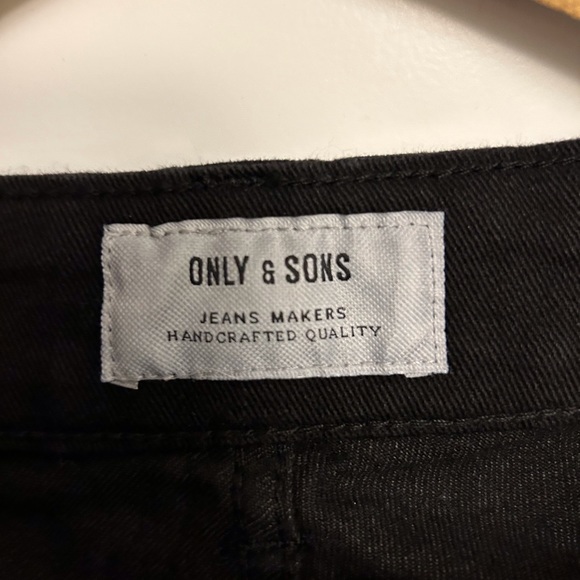 ONLY & SONS
JEANS MAKERS
HANDCRAFTED QUALITY